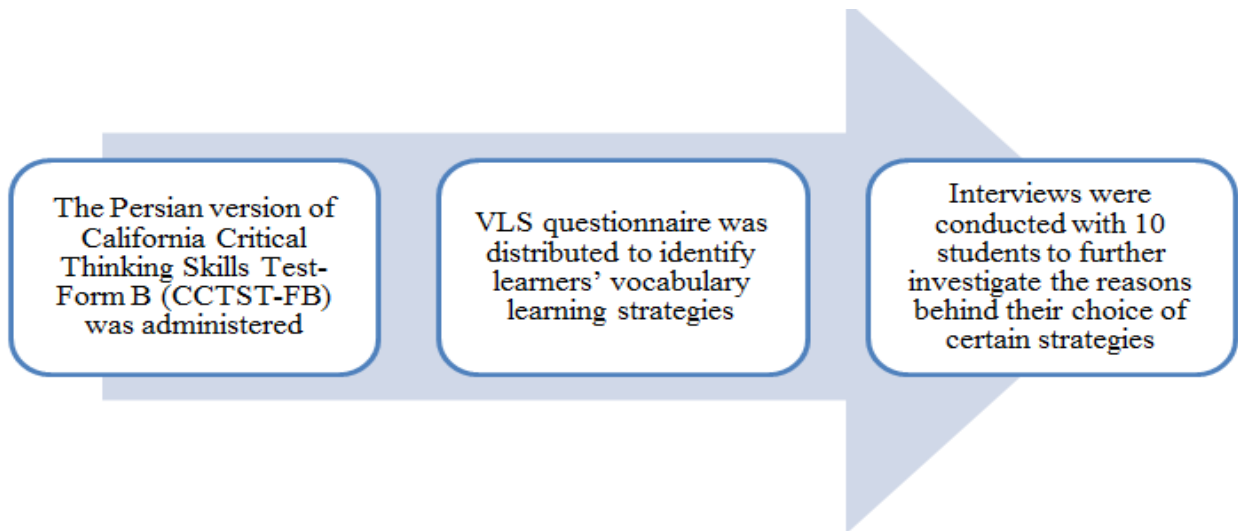 The Persian version of
California Critical
Thinking Skills Test-
Form B (CCTST-FB)
was administered
VLS questionnaire was
distributed to identify
learners’ vocabulary
learning strategies
Interviews were
conducted with 10
students to further
investigate the reasons
behind their choice of
certain strategies